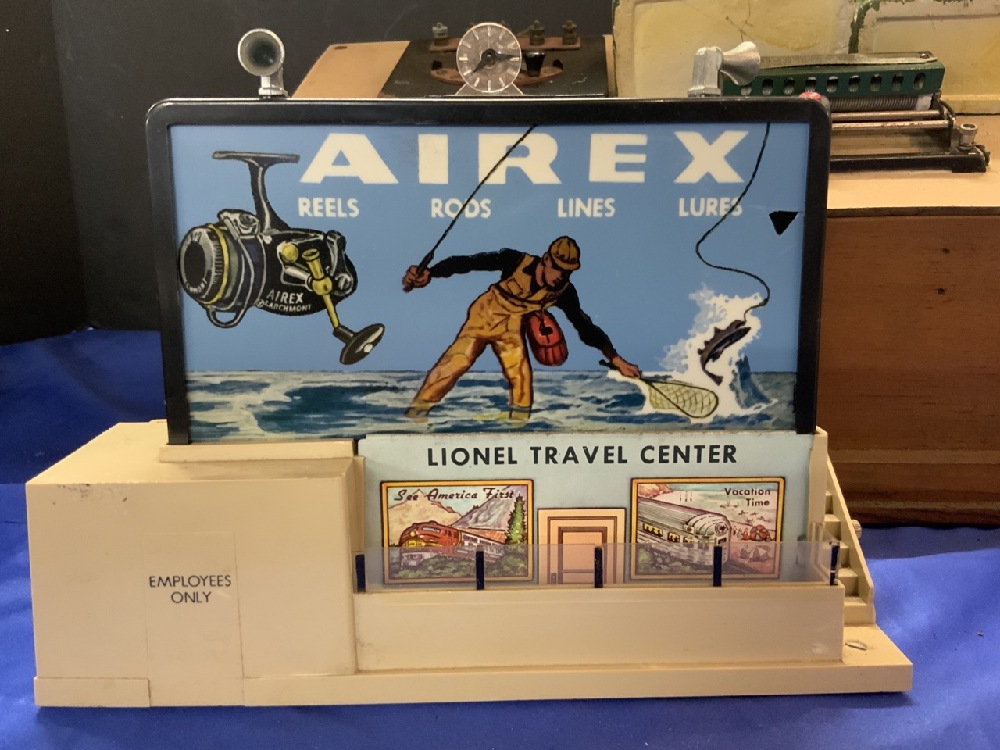 AIREX
REELS RODS LINES LURES
AIREX
LARCHMONT
LIONEL TRAVEL CENTER
See America First
Vacation
Time
EMPLOYEES
ONLY